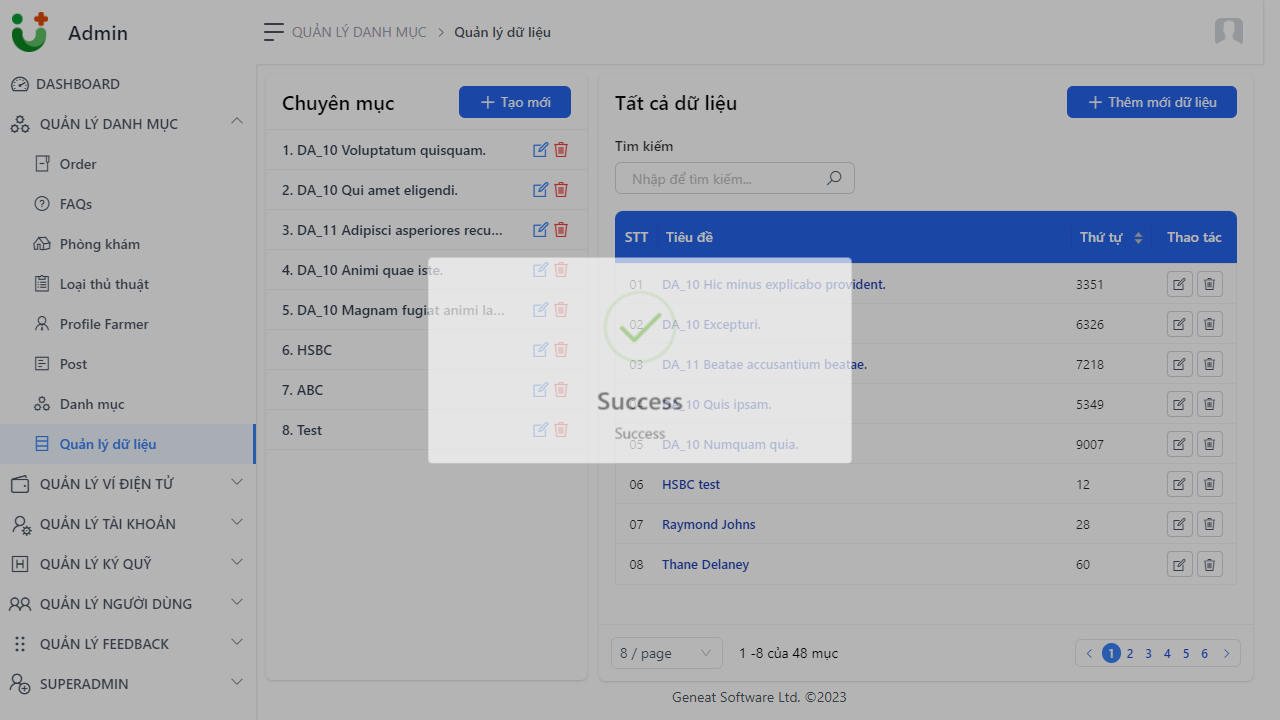 Admin
DASHBOARD
QUẢN LÝ DANH MỤC
Order
FAQs
Phòng khám
Loại thủ thuật
Profile Farmer
Post
Danh mục
Quản lý dữ liệu
QUẢN LÝ VÍ ĐIỆN TỬ
QUẢN LÝ TÀI KHOẢN
QUẢN LÝ KÝ QUỸ
QUẢN LÝ NGƯỜI DÙNG
QUẢN LÝ FEEDBACK
SUPERADMIN
QUẢN LÝ DANH MỤC > Quản lý dữ liệu
Chuyên mục
Tạo mới
1. DA_10 Voluptatum quisquam.
2. DA_10 Qui amet eligendi.
3. DA_11 Adipisci asperiores recu...
4. DA_10 Animi quae iste.
5. DA_10 Magnam fugiat animi la...
6. HSBC
7. ABC
8. Test
Tất cả dữ liệu
Thêm mới dữ liệu
Tìm kiếm
Nhập để tìm kiếm...
STT Tiêu đề Thứ tự Thao tác
01 DA_10 Hic minus explicabo provident. 3351
02 DA_10 Excepturi. 6326
03 DA_11 Beatae accusantium beatae. 7218
04 DA_10 Quis ipsam. 5349
05 DA_10 Numquam quia. 9007
06 HSBC test 12
07 Raymond Johns 28
08 Thane Delaney 60
Success
Success
8 / page 1 -8 của 48 mục 1 2 3 4 5 6
Geneat Software Ltd. ©2023